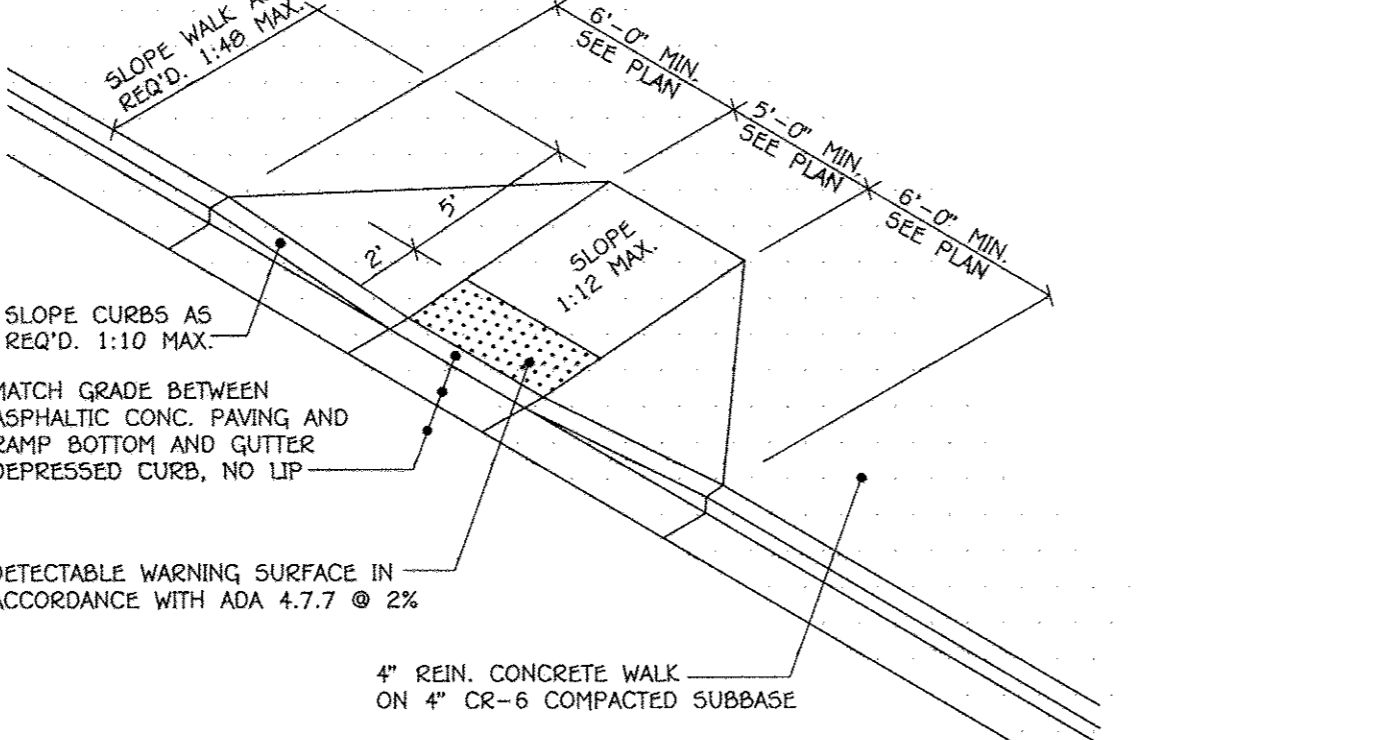 SLOPE WALK
REQ'D. 1:48 MAX.
6'-0" MIN.
SEE PLAN
5'-0" MIN.
SEE PLAN
6'-0" MIN.
SEE PLAN
5'
2'
SLOPE
1:12 MAX.
SLOPE CURBS AS
REQ'D. 1:10 MAX.
MATCH GRADE BETWEEN
ASPHALTIC CONC. PAVING AND
RAMP BOTTOM AND GUTTER
DEPRESSED CURB, NO LIP
DETECTABLE WARNING SURFACE IN
ACCORDANCE WITH ADA 4.7.7 @ 2%
4" REIN. CONCRETE WALK
ON 4" CR-6 COMPACTED SUBBASE